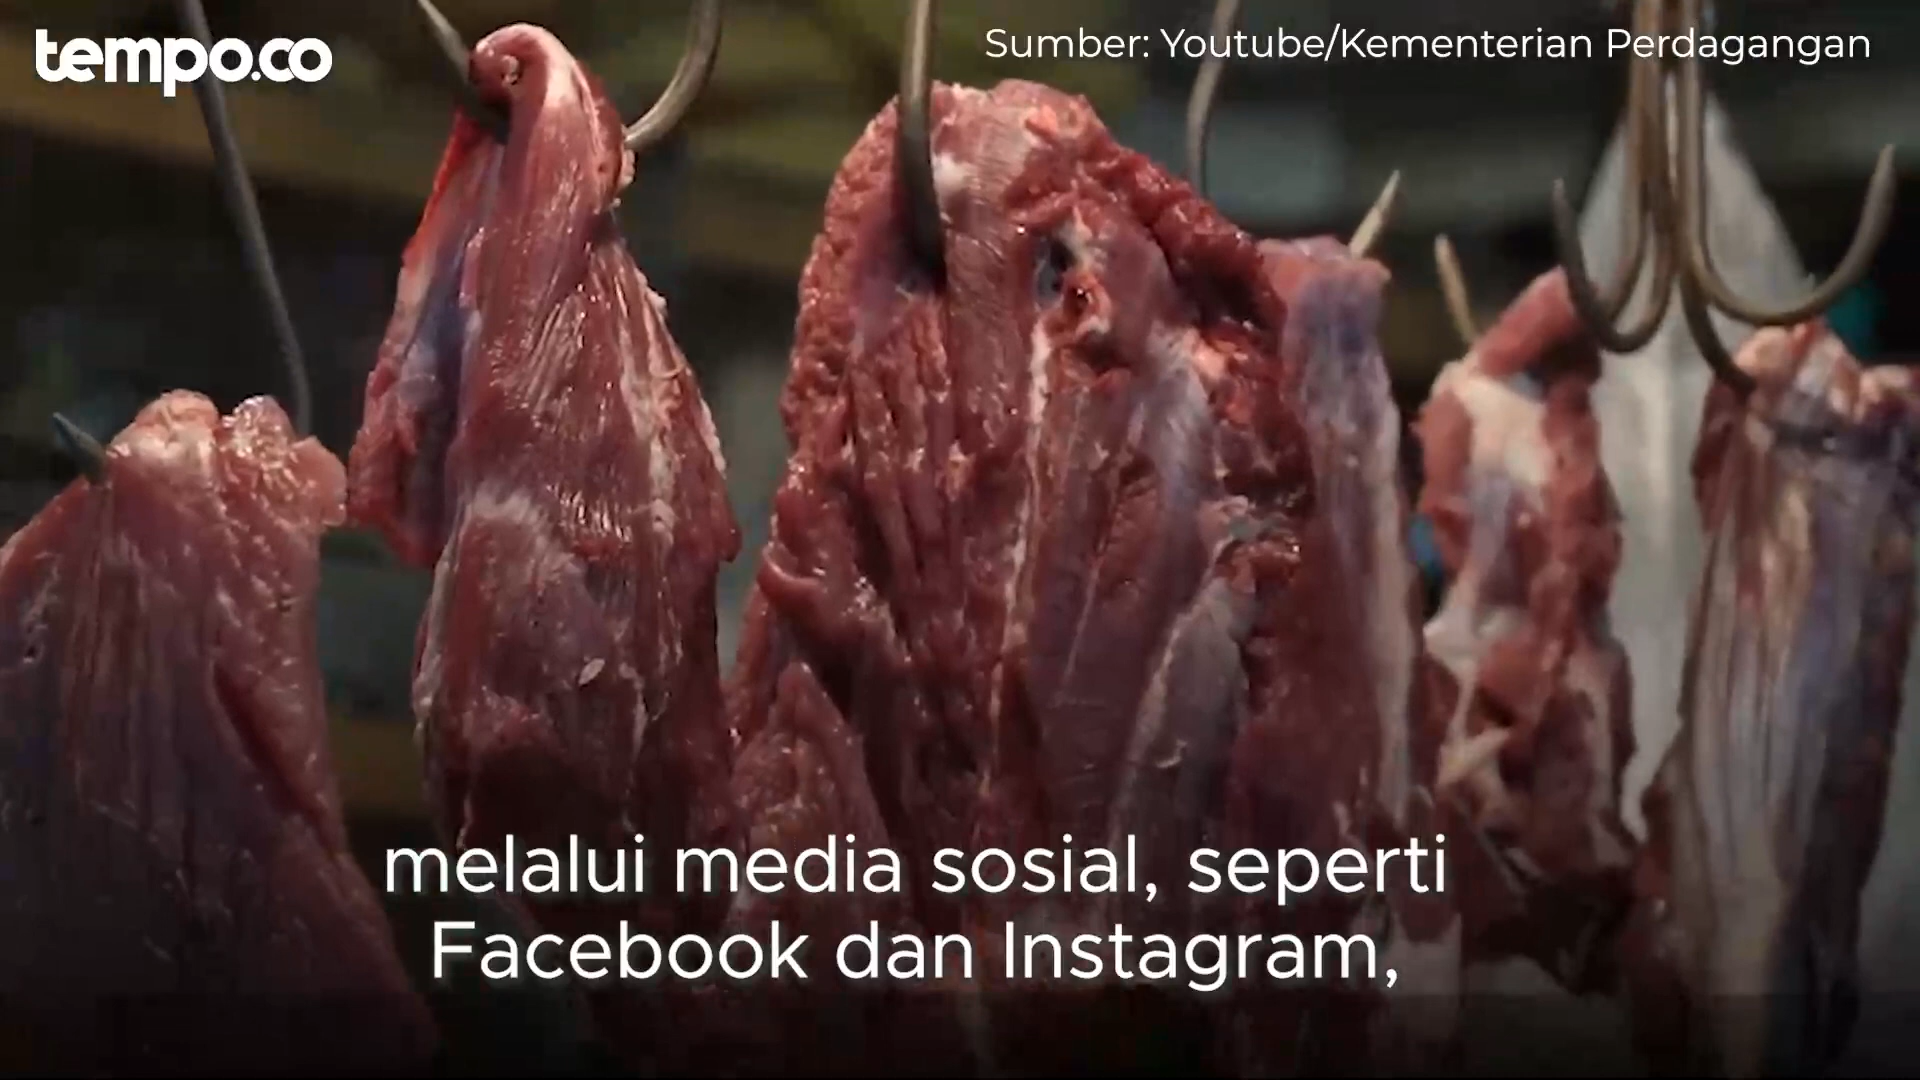 tempo.co
Sumber: Youtube/Kementerian Perdagangan
melalui media sosial, seperti
Facebook dan Instagram,